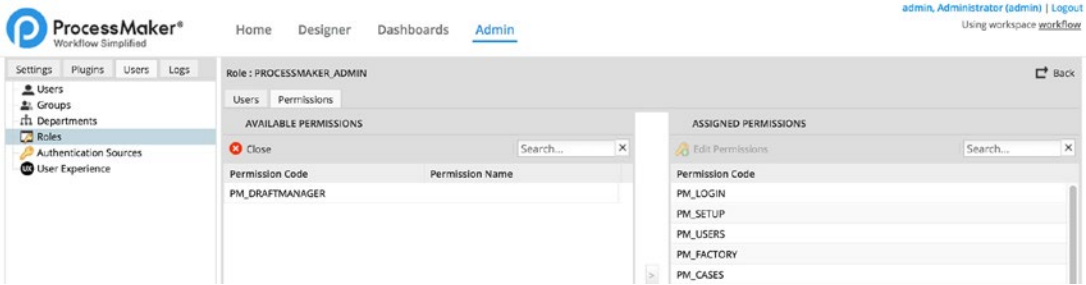 admin, Administrator (admin) | Logout
Using workspace workflow
ProcessMaker®
Workflow Simplified
Home Designer Dashboards Admin
Settings Plugins Users Logs
Users
Groups
Departments
Roles
Authentication Sources
UX User Experience
Role : PROCESSMAKER_ADMIN
Back
Users Permissions
AVAILABLE PERMISSIONS
Close Search... X
Permission Code Permission Name
PM_DRAFTMANAGER
>
ASSIGNED PERMISSIONS
Edit Permissions Search... X
Permission Code
PM_LOGIN
PM_SETUP
PM_USERS
PM_FACTORY
PM_CASES